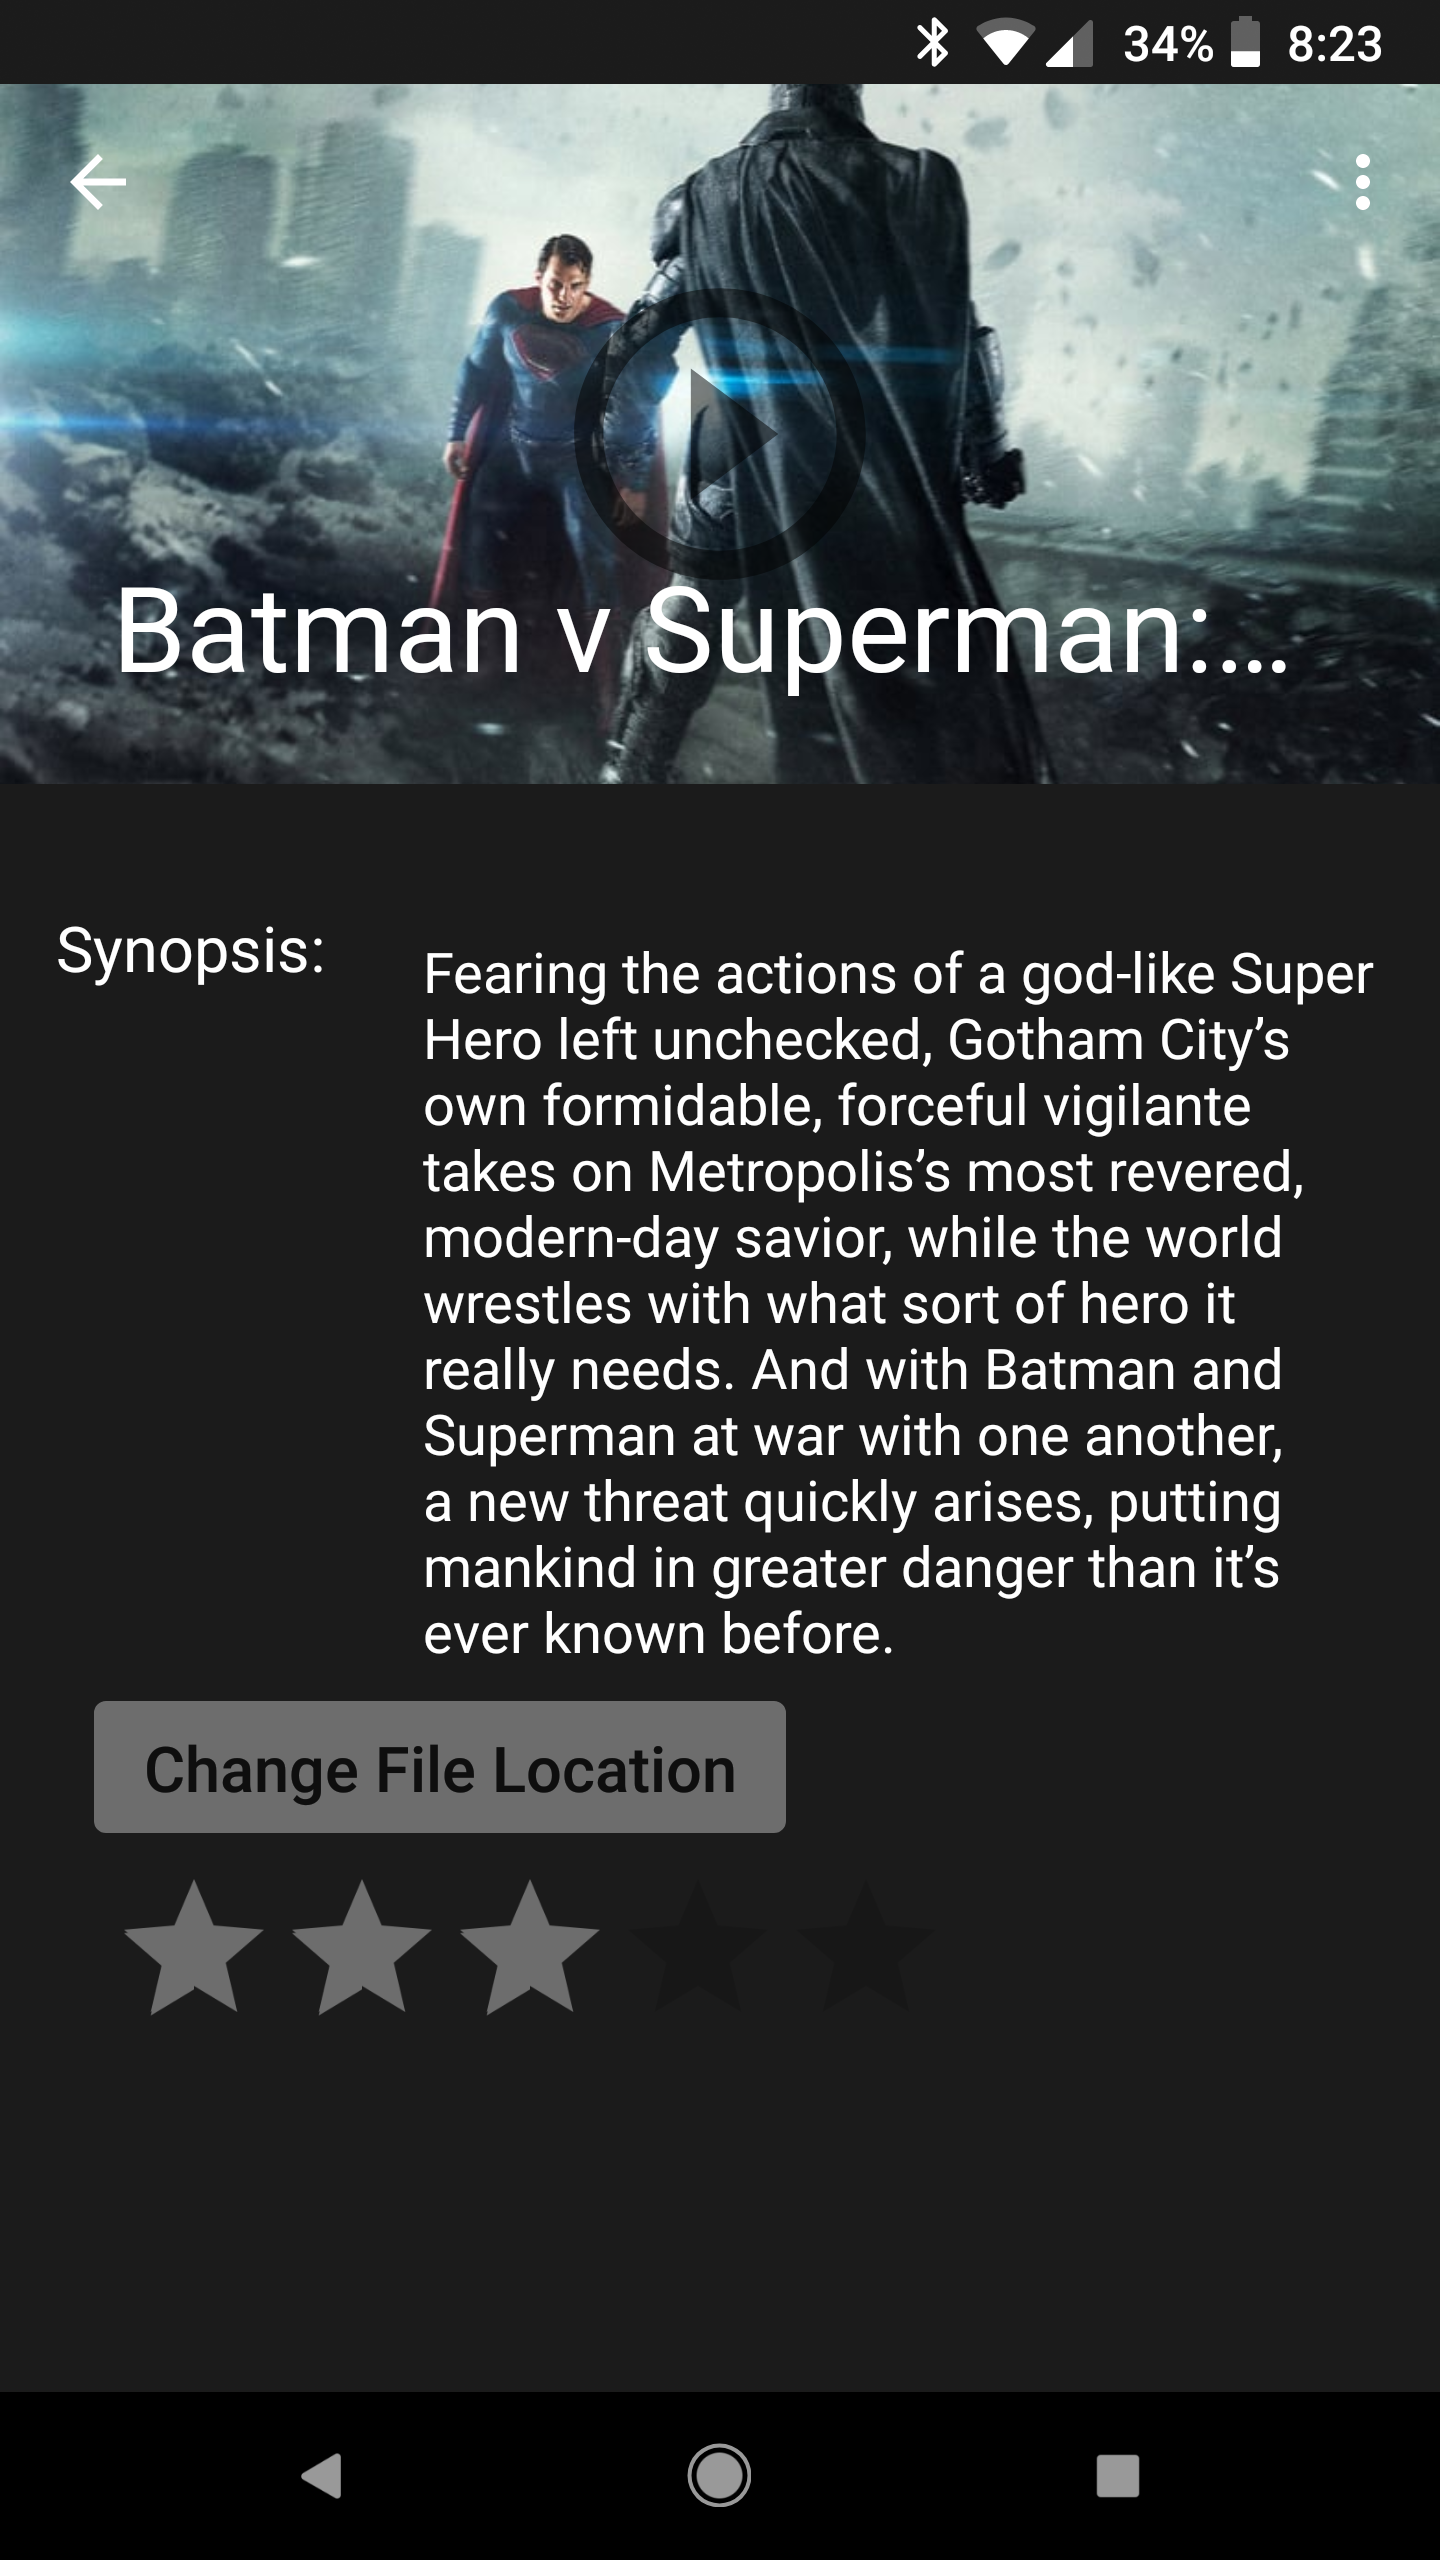 34% 8:23
Batman v Superman:...
Synopsis:
Fearing the actions of a god-like Super
Hero left unchecked, Gotham City’s
own formidable, forceful vigilante
takes on Metropolis’s most revered,
modern-day savior, while the world
wrestles with what sort of hero it
really needs. And with Batman and
Superman at war with one another,
a new threat quickly arises, putting
mankind in greater danger than it’s
ever known before.
Change File Location